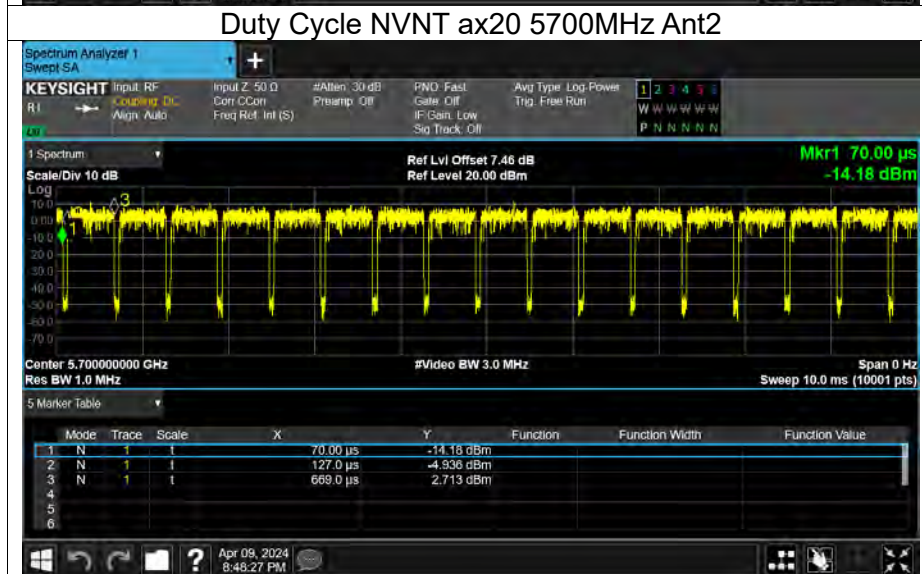 Duty Cycle NVNT ax20 5700MHz Ant2
Spectrum Analyzer 1
Swept SA
+
KEYSIGHT Input: RF Input Z: 50 Ω #Atten: 30 dB PNO: Fast Avg Type: Log-Power 1 2 3 4 5 6
Coupling: DC Corr CCorr Preamp: Off Gate: Off Trig: Free Run W W W W W W
Align: Auto Freq Ref: Int (S) IF Gain: Low
Sig Track: Off P N N N N N
1 Spectrum Ref Lvl Offset 7.46 dB Mkr1 70.00 µs
Scale/Div 10 dB Ref Level 20.00 dBm -14.18 dBm
Log
10.0
0.00
-10.0
-20.0
-30.0
-40.0
-50.0
-60.0
-70.0
1
3
Center 5.700000000 GHz #Video BW 3.0 MHz Span 0 Hz
Res BW 1.0 MHz Sweep 10.0 ms (10001 pts)
5 Marker Table
Mode Trace Scale X Y Function Function Width Function Value
1 N 1 t 70.00 µs -14.18 dBm
2 N 1 t 127.0 µs -4.936 dBm
3 N 1 t 669.0 µs 2.713 dBm
4
5
6
? Apr 09, 2024
8:48:27 PM